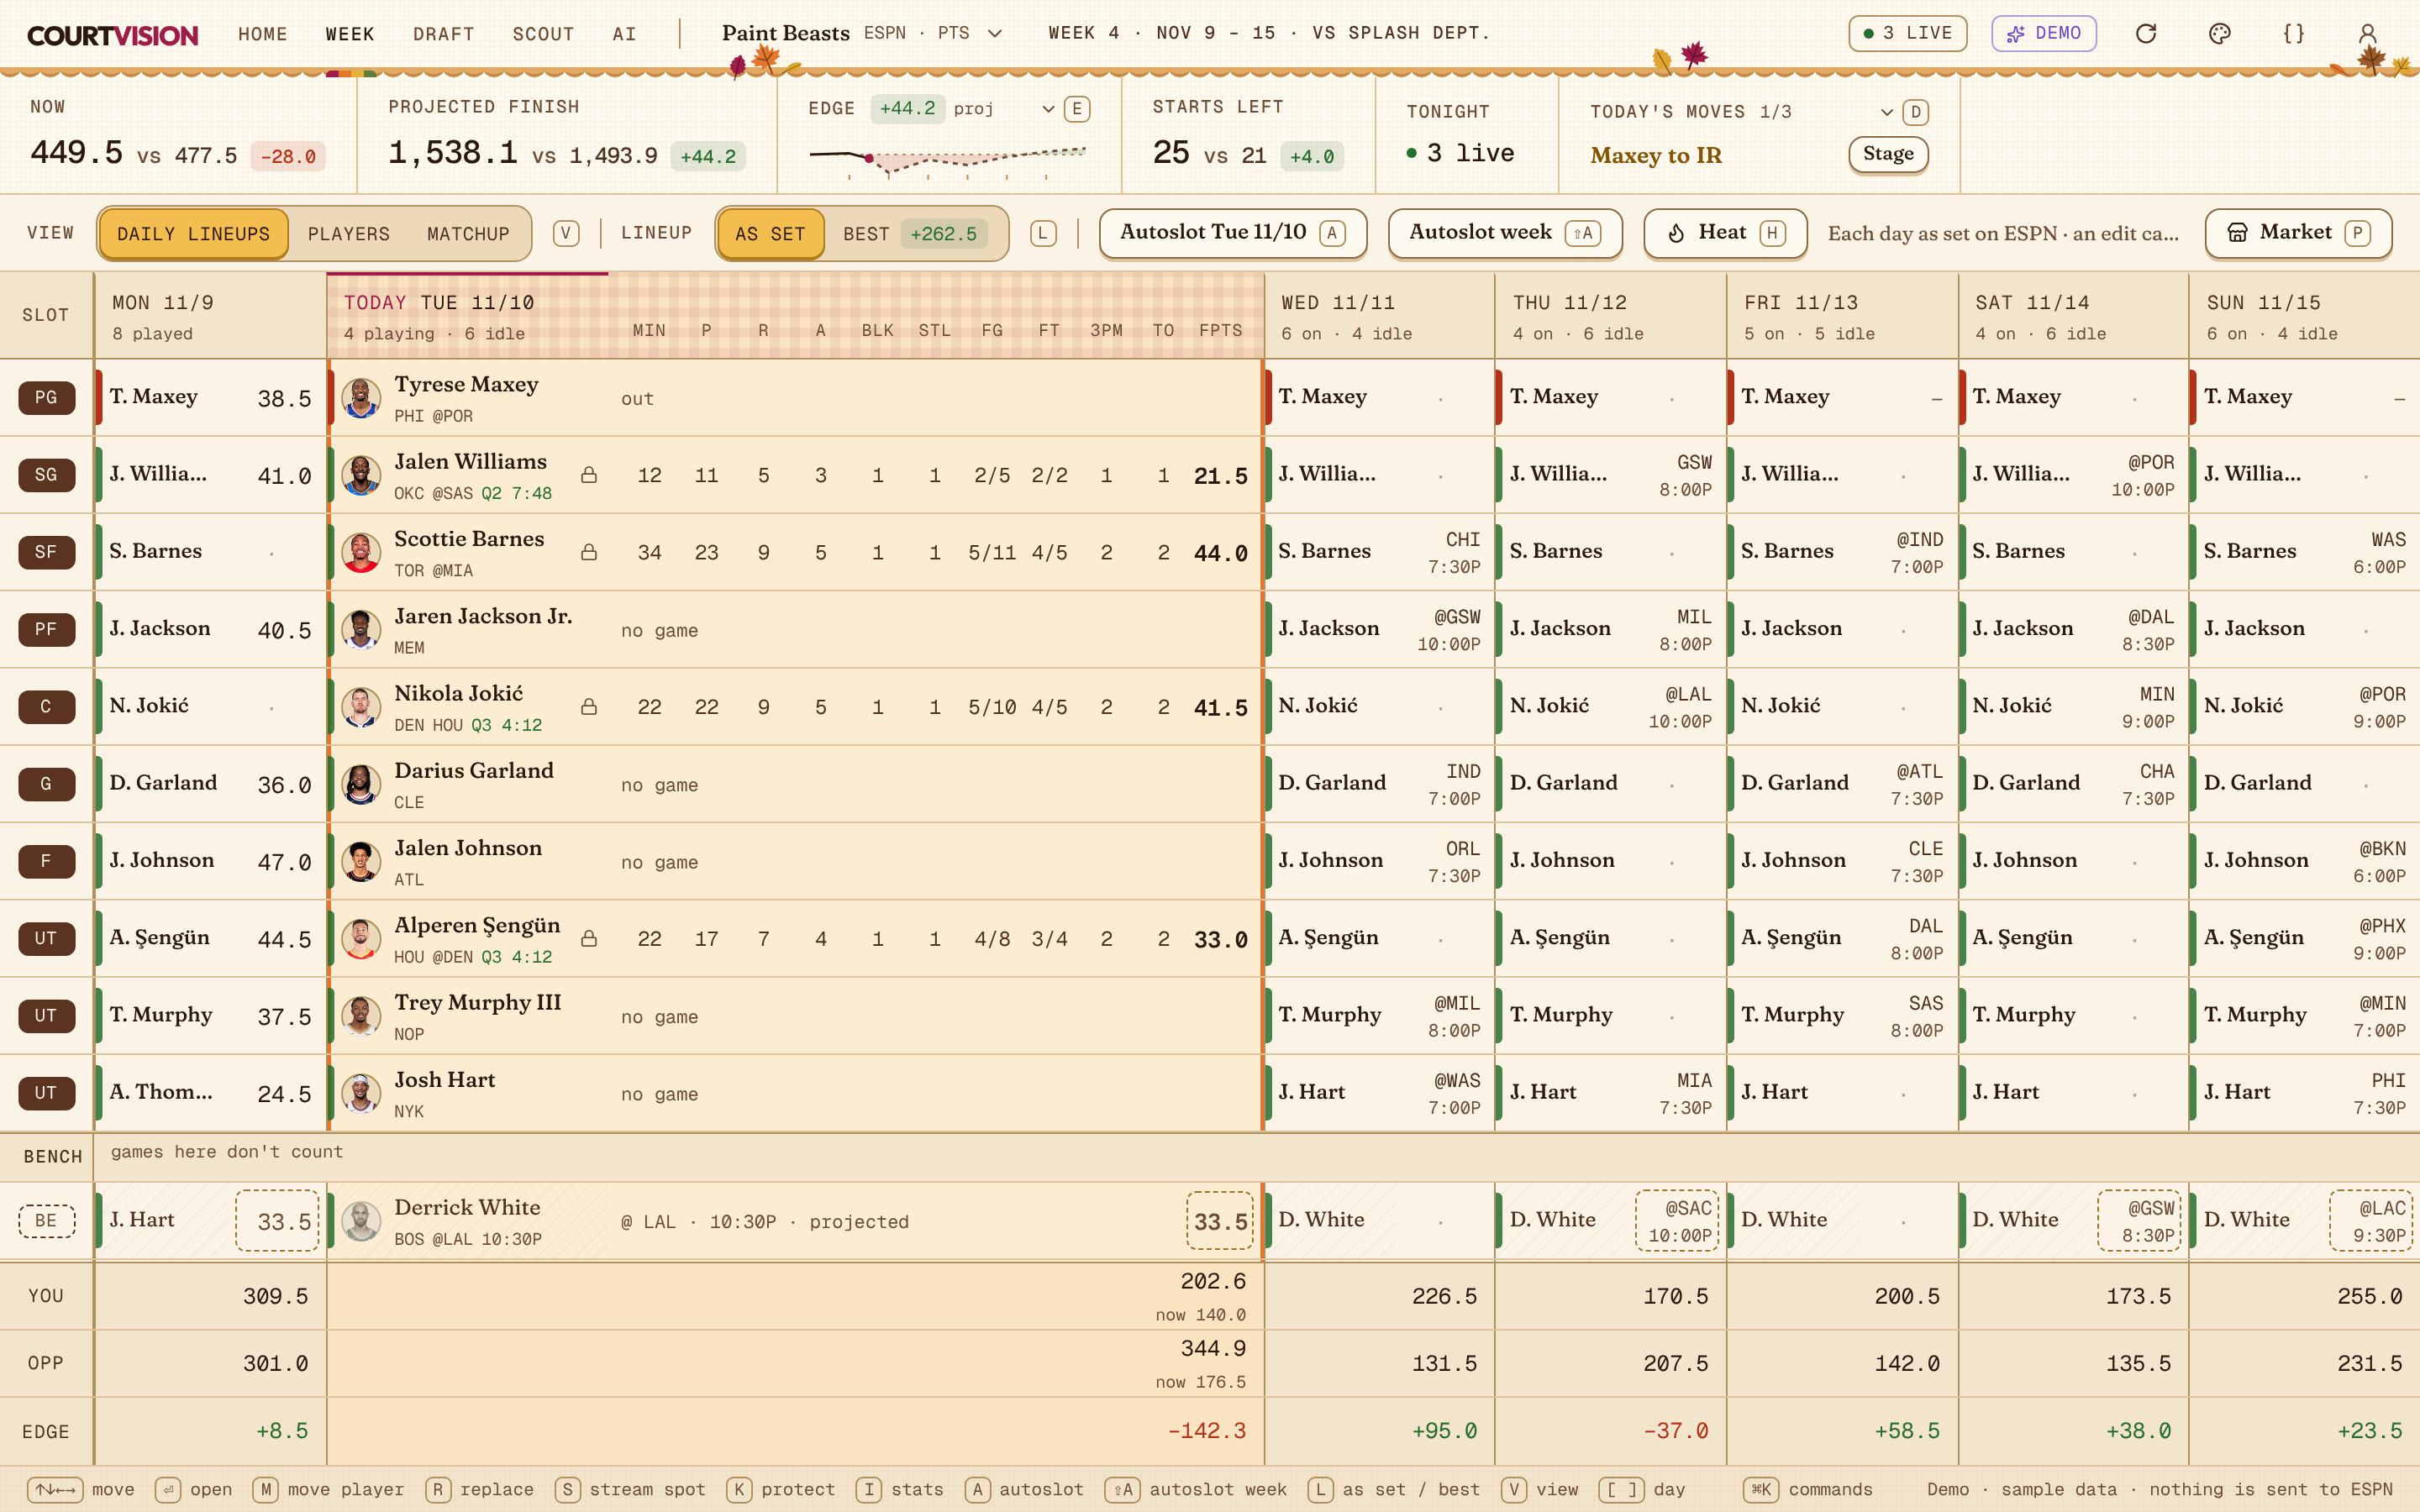 COURTVISION HOME WEEK DRAFT SCOUT AI Paint Beasts ESPN · PTS WEEK 4 · NOV 9 – 15 · VS SPLASH DEPT. 3 LIVE DEMO {}
NOW
449.5 vs 477.5 −28.0
PROJECTED FINISH
1,538.1 vs 1,493.9 +44.2
EDGE +44.2 proj E
STARTS LEFT
25 vs 21 +4.0
TONIGHT
3 live
TODAY'S MOVES 1/3 D
Maxey to IR Stage
VIEW DAILY LINEUPS PLAYERS MATCHUP V LINEUP AS SET BEST +262.5 L Autoslot Tue 11/10 A Autoslot week ⇧A Heat H Each day as set on ESPN · an edit ca… Market P
SLOT
MON 11/9
8 played
TODAY TUE 11/10
4 playing · 6 idle MIN P R A BLK STL FG FT 3PM TO FPTS
WED 11/11
6 on · 4 idle
THU 11/12
4 on · 6 idle
FRI 11/13
5 on · 5 idle
SAT 11/14
4 on · 6 idle
SUN 11/15
6 on · 4 idle
PG T. Maxey 38.5
Tyrese Maxey
PHI @POR
out
T. Maxey ·
T. Maxey ·
T. Maxey –
T. Maxey ·
T. Maxey –
SG J. Willia… 41.0
Jalen Williams
OKC @SAS Q2 7:48
12 11 5 3 1 1 2/5 2/2 1 1 21.5
J. Willia… ·
J. Willia… GSW
8:00P
J. Willia… ·
J. Willia… @POR
10:00P
J. Willia… ·
SF S. Barnes ·
Scottie Barnes
TOR @MIA
34 23 9 5 1 1 5/11 4/5 2 2 44.0
S. Barnes CHI
7:30P
S. Barnes ·
S. Barnes @IND
7:00P
S. Barnes ·
S. Barnes WAS
6:00P
PF J. Jackson 40.5
Jaren Jackson Jr.
MEM
no game
J. Jackson @GSW
10:00P
J. Jackson MIL
8:00P
J. Jackson ·
J. Jackson @DAL
8:30P
J. Jackson ·
C N. Jokić ·
Nikola Jokić
DEN HOU Q3 4:12
22 22 9 5 1 1 5/10 4/5 2 2 41.5
N. Jokić ·
N. Jokić @LAL
10:00P
N. Jokić ·
N. Jokić MIN
9:00P
N. Jokić @POR
9:00P
G D. Garland 36.0
Darius Garland
CLE
no game
D. Garland IND
7:00P
D. Garland ·
D. Garland @ATL
7:30P
D. Garland CHA
7:30P
D. Garland ·
F J. Johnson 47.0
Jalen Johnson
ATL
no game
J. Johnson ORL
7:30P
J. Johnson ·
J. Johnson CLE
7:30P
J. Johnson ·
J. Johnson @BKN
6:00P
UT A. Şengün 44.5
Alperen Şengün
HOU @DEN Q3 4:12
22 17 7 4 1 1 4/8 3/4 2 2 33.0
A. Şengün ·
A. Şengün ·
A. Şengün DAL
8:00P
A. Şengün ·
A. Şengün @PHX
9:00P
UT T. Murphy 37.5
Trey Murphy III
NOP
no game
T. Murphy @MIL
8:00P
T. Murphy ·
T. Murphy SAS
8:00P
T. Murphy ·
T. Murphy @MIN
7:00P
UT A. Thom… 24.5
Josh Hart
NYK
no game
J. Hart @WAS
7:00P
J. Hart MIA
7:30P
J. Hart ·
J. Hart ·
J. Hart PHI
7:30P
BENCH games here don't count
BE J. Hart 33.5
Derrick White
BOS @LAL 10:30P
@ LAL · 10:30P · projected 33.5
D. White ·
D. White @SAC
10:00P
D. White ·
D. White @GSW
8:30P
D. White @LAC
9:30P
YOU 309.5 202.6 226.5 170.5 200.5 173.5 255.0
now 140.0
OPP 301.0 344.9 131.5 207.5 142.0 135.5 231.5
now 176.5
EDGE +8.5 −142.3 +95.0 −37.0 +58.5 +38.0 +23.5
↑↓←→ move ⏎ open M move player R replace S stream spot K protect I stats A autoslot ⇧A autoslot week L as set / best V view [ ] day ⌘K commands Demo · sample data · nothing is sent to ESPN